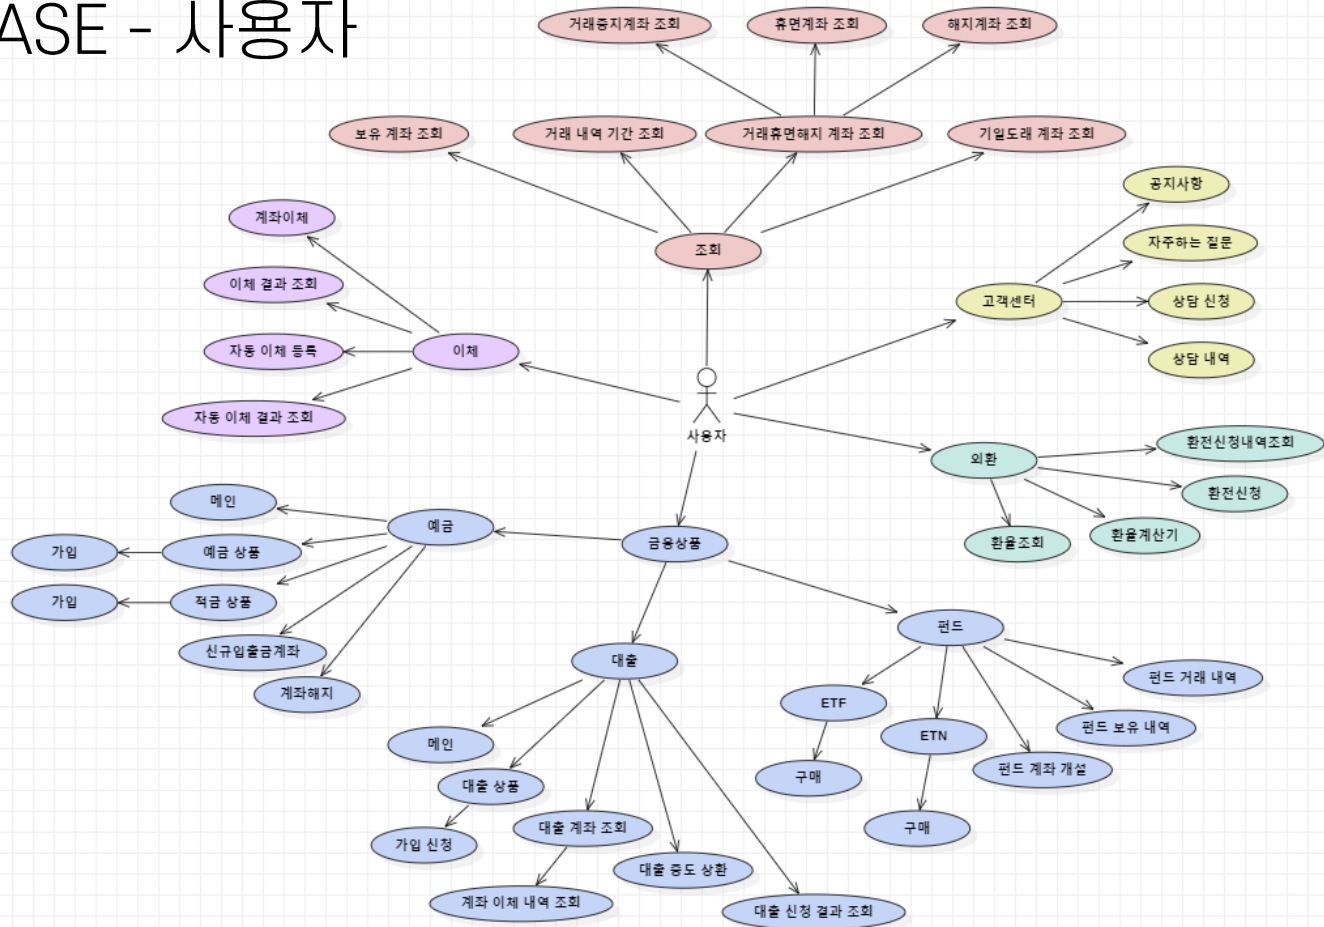 ASE - 사용자
거래중지계좌 조회
휴면계좌 조회
해지계좌 조회
보유 계좌 조회
거래 내역 기간 조회
거래휴면해지 계좌 조회
기일도래 계좌 조회
공지사항
계좌이체
자주하는 질문
조회
이체 결과 조회
고객센터
상담 신청
자동 이체 등록
이체
상담 내역
자동 이체 결과 조회
사용자
환전신청내역조회
외환
환전신청
메인
예금
환율조회
환율계산기
가입
예금 상품
금융상품
가입
적금 상품
펀드
신규입출금계좌
대출
펀드 거래 내역
계좌해지
ETF
펀드 보유 내역
메인
ETN
펀드 계좌 개설
대출 상품
구매
대출 계좌 조회
구매
가입 신청
대출 중도 상환
계좌 이체 내역 조회
대출 신청 결과 조회